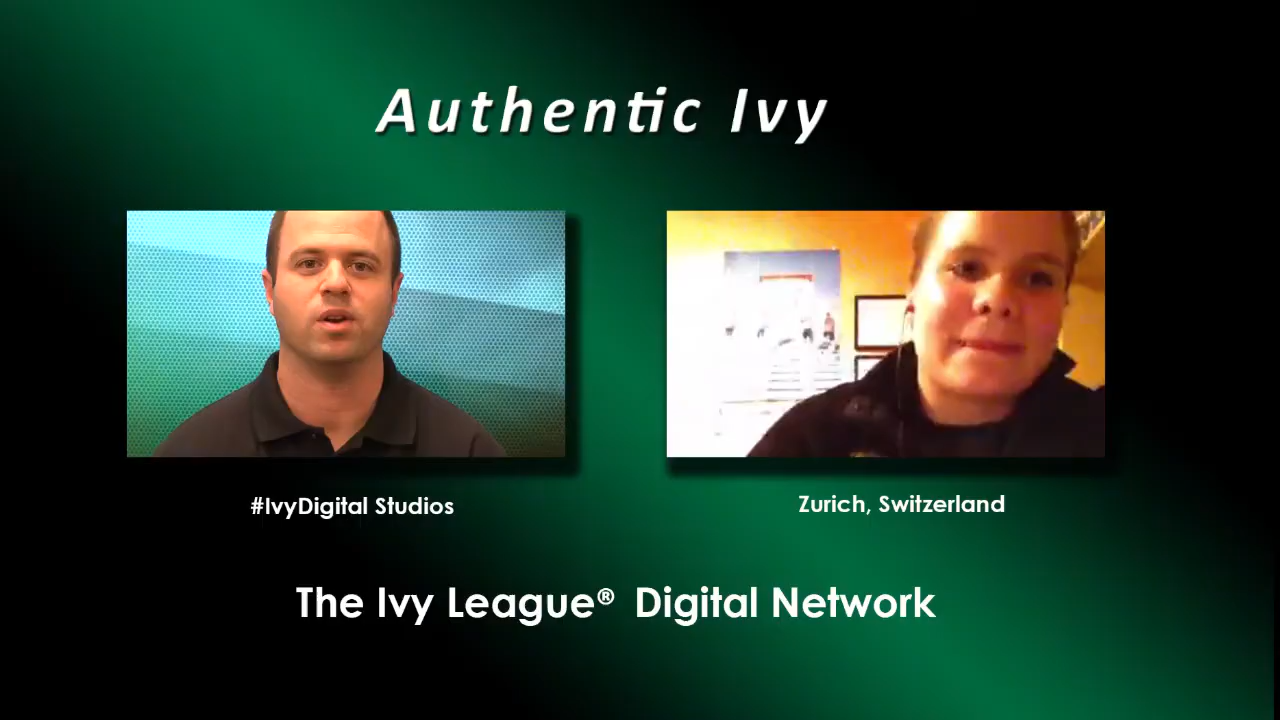 Authentic Ivy
#IvyDigital Studios
Zurich, Switzerland
The Ivy League® Digital Network